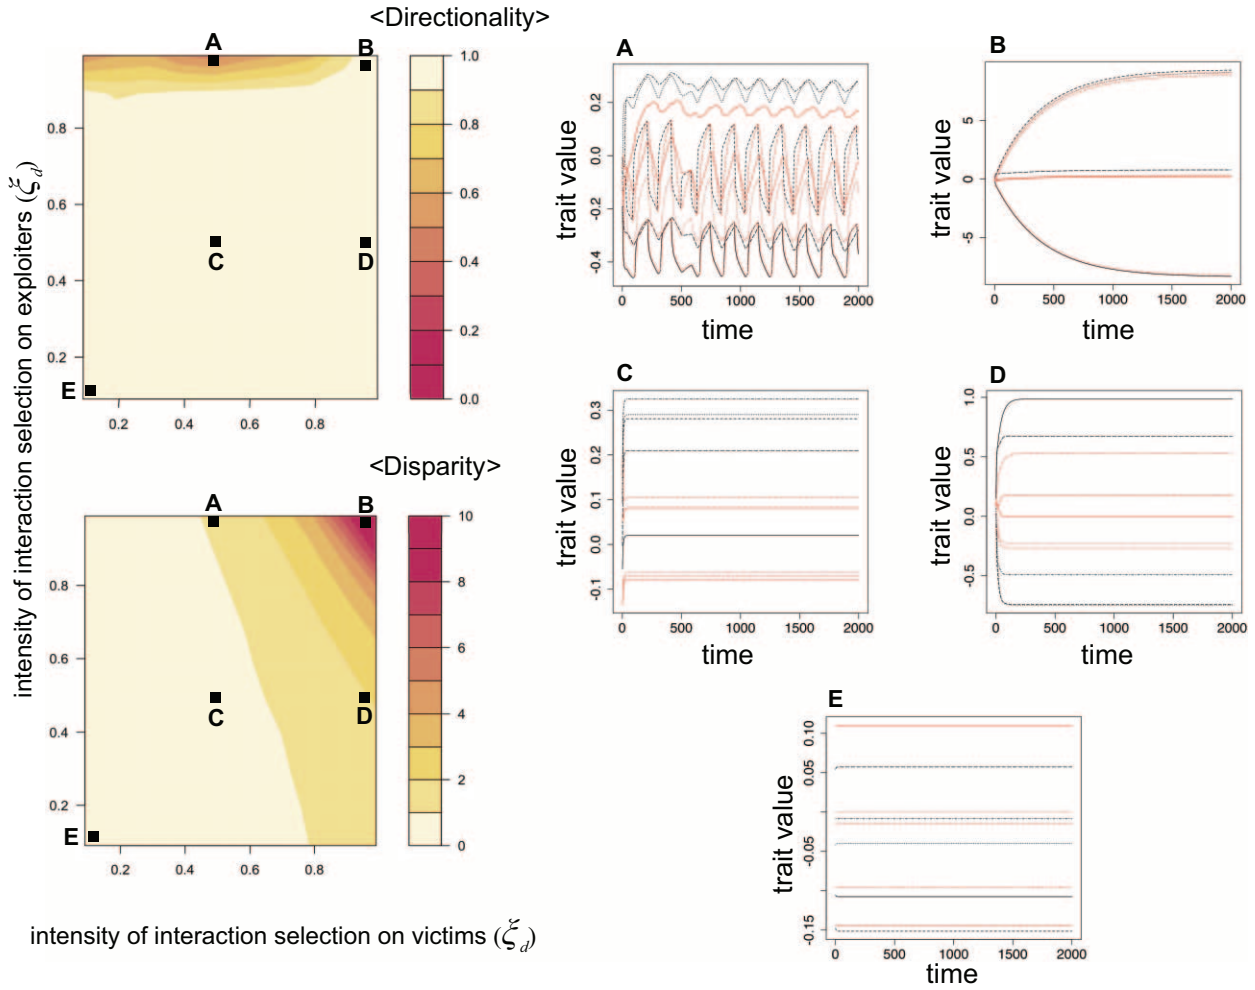 <Directionality>
A
B
C
D
E
0.8
0.6
0.4
0.2
0.2
0.4
0.6
0.8
1.0
0.8
0.6
0.4
0.2
0.0
<Disparity>
A
B
C
D
E
0.8
0.6
0.4
0.2
0.2
0.4
0.6
0.8
10
8
6
4
2
0
intensity of interaction selection on exploiters (ξd)
intensity of interaction selection on victims (ξd)
A
trait value
0.2
0.0
-0.2
-0.4
0 500 1000 1500 2000
time
B
trait value
5
0
-5
0 500 1000 1500 2000
time
C
trait value
0.3
0.1
0.0
-0.1
0 500 1000 1500 2000
time
D
trait value
1.0
0.5
0.0
-0.5
0 500 1000 1500 2000
time
E
trait value
0.10
0.05
-0.05
-0.15
0 500 1000 1500 2000
time